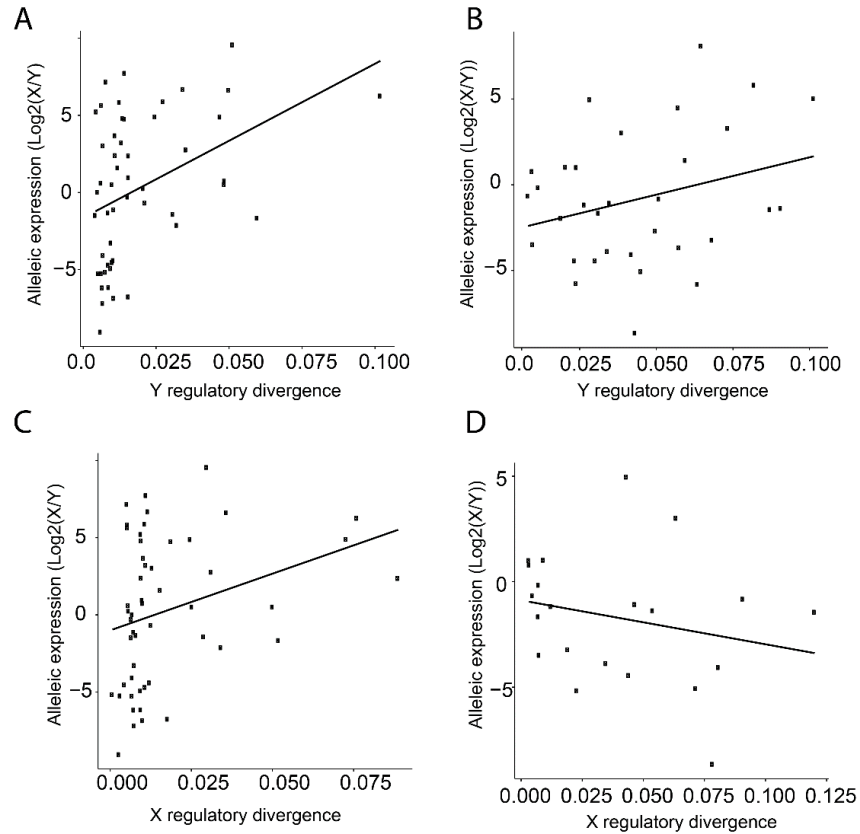 A
Alleleic expression (Log2(X/Y)
5
0
−5
0.0
0.025
0.050
0.075
0.100
Y regulatory divergence
B
Alleleic expression (Log2(X/Y))
5
0
−5
0.0
0.025
0.050
0.075
0.100
Y regulatory divergence
C
Alleleic expression (Log2(X/Y)
5
0
−5
0.000
0.025
0.050
0.075
X regulatory divergence
D
Alleleic expression (Log2(X/Y))
5
0
−5
0.000
0.025
0.050
0.075
0.100
0.125
X regulatory divergence